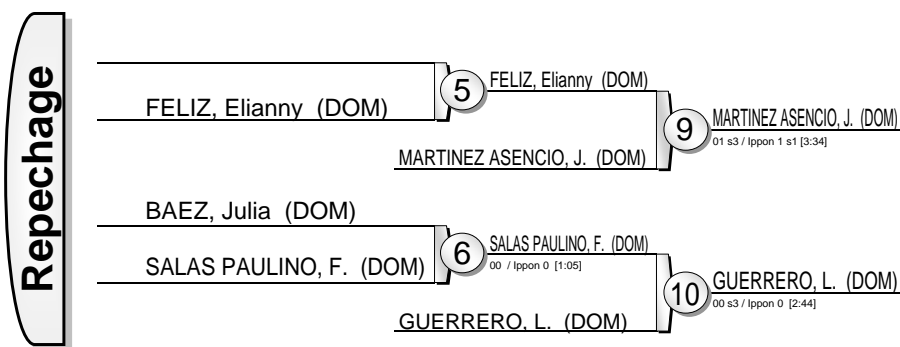 Repechage
FELIZ, Elianny (DOM)
5
FELIZ, Elianny (DOM)
MARTINEZ ASENCIO, J. (DOM)
9
MARTINEZ ASENCIO, J. (DOM)
01 s3 / Ippon 1 s1 [3:34]
BAEZ, Julia (DOM)
SALAS PAULINO, F. (DOM)
6
SALAS PAULINO, F. (DOM)
00 / Ippon 0 [1:05]
GUERRERO, L. (DOM)
10
GUERRERO, L. (DOM)
00 s3 / Ippon 0 [2:44]